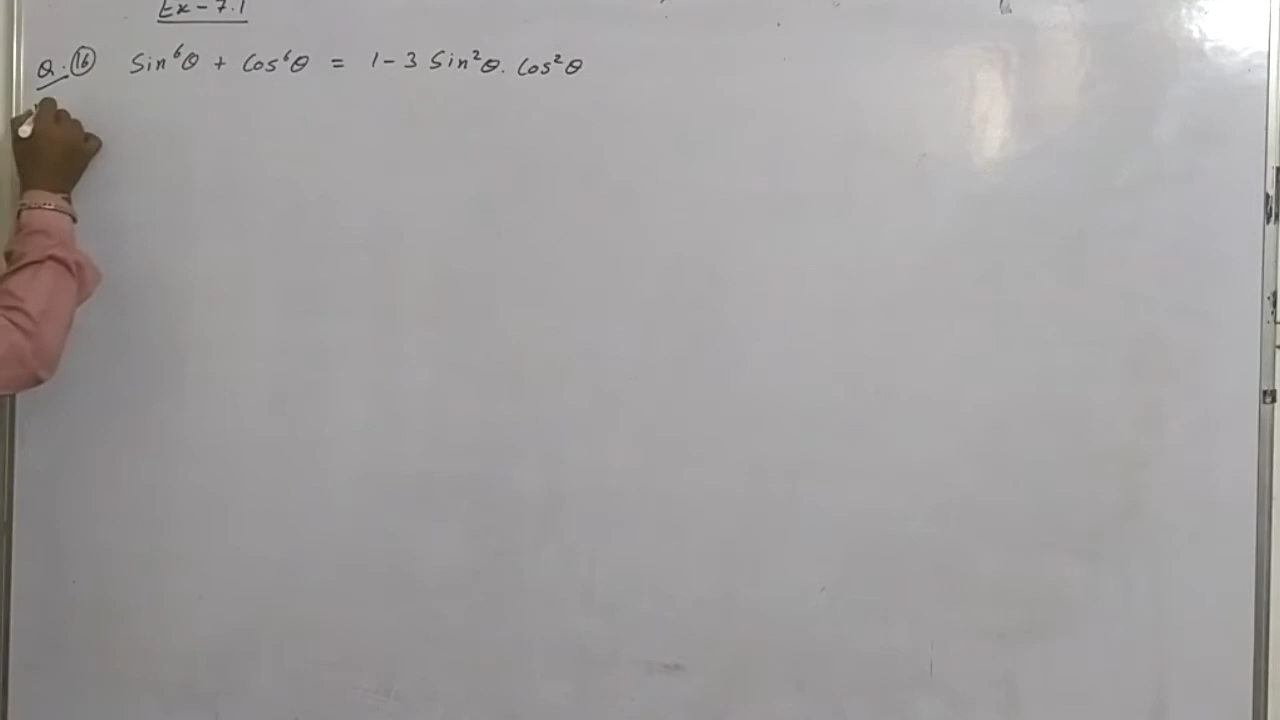 Ex - 7.1
Q. 16 Sin⁶θ + Cos⁶θ = 1 - 3 Sin²θ. Cos²θ